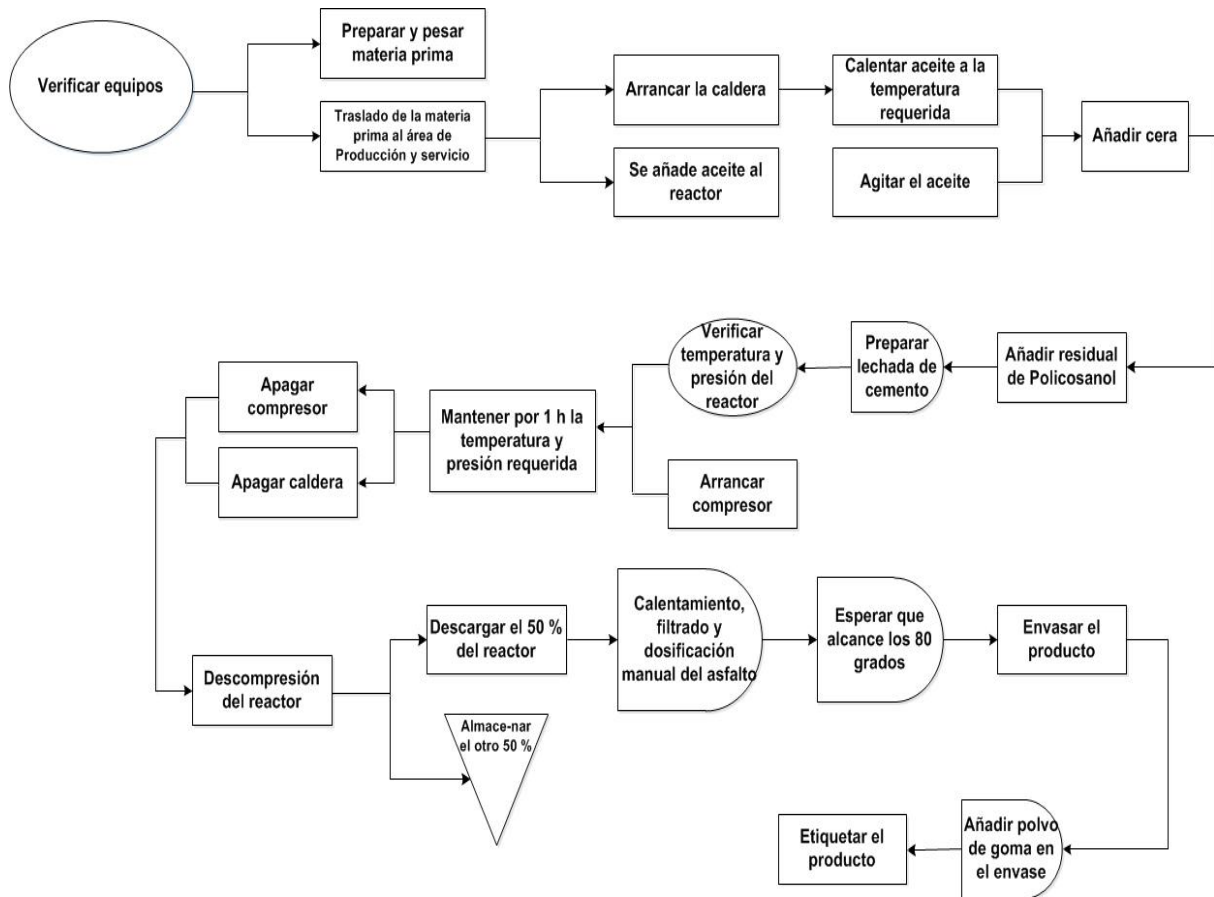 Verificar equipos
Preparar y pesar
materia prima
Traslado de la materia
prima al área de
Producción y servicio
Arrancar la caldera
Se añade aceite al
reactor
Calentar aceite a la
temperatura
requerida
Agitar el aceite
Añadir cera
Añadir residual
de Policosanol
Preparar
lechada de
cemento
Verificar
temperatura y
presión del
reactor
Arrancar
compresor
Mantener por 1 h la
temperatura y
presión requerida
Apagar
compresor
Apagar caldera
Descompresión
del reactor
Descargar el 50 %
del reactor
Almace-nar
el otro 50 %
Calentamiento,
filtrado y
dosificación
manual del asfalto
Esperar que
alcance los 80
grados
Envasar el
producto
Añadir polvo
de goma en
el envase
Etiquetar el
producto